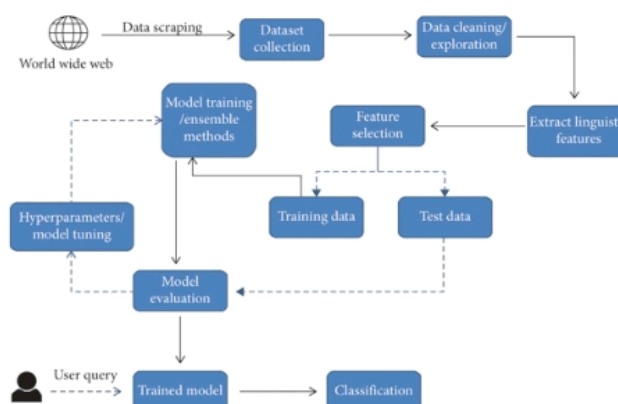 Data scraping
World wide web
Dataset
collection
Data cleaning/
exploration
Model training
/ensemble
methods
Feature
selection
Extract linguist
features
Hyperparameters/
model tuning
Training data
Test data
Model
evaluation
User query
Trained model
Classification